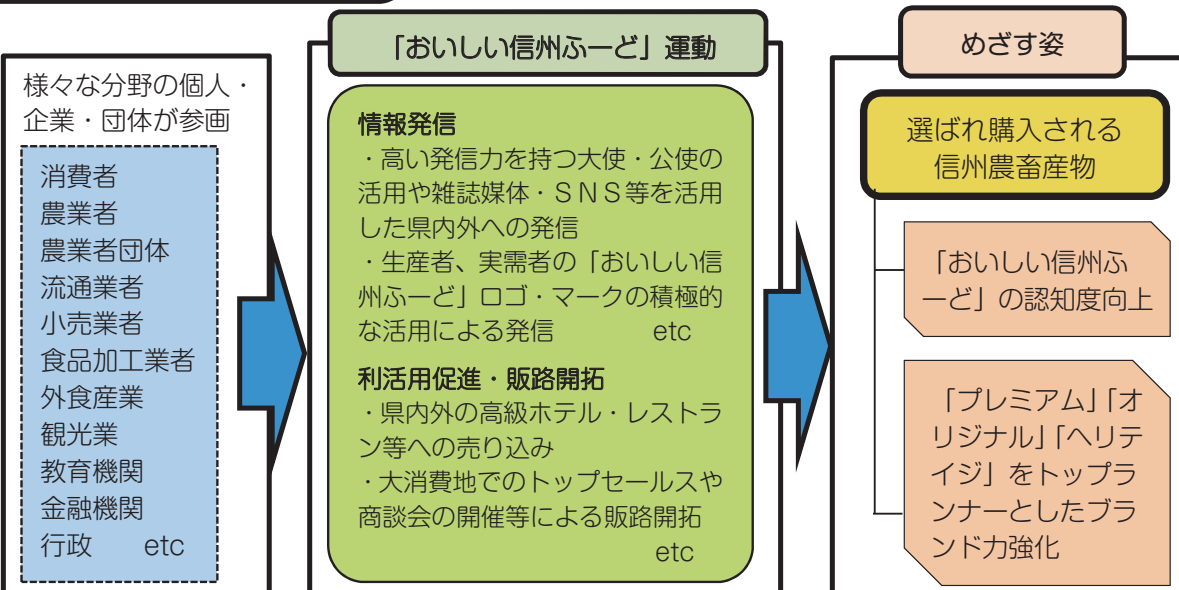 様々な分野の個人・
企業・団体が参画
消費者
農業者
農業者団体
流通業者
小売業者
食品加工業者
外食産業
観光業
教育機関
金融機関
行政　　etc
「おいしい信州ふーど」運動
情報発信
・高い発信力を持つ大使・公使の
活用や雑誌媒体・ＳＮＳ等を活用
した県内外への発信
・生産者、実需者の「おいしい信
州ふーど」ロゴ・マークの積極的
な活用による発信　　　　etc
利活用促進・販路開拓
・県内外の高級ホテル・レストラ
ン等への売り込み
・大消費地でのトップセールスや
商談会の開催等による販路開拓
etc
めざす姿
選ばれ購入される
信州農畜産物
「おいしい信州ふ
ーど」の認知度向上
「プレミアム」「オ
リジナル」「ヘリテ
イジ」をトップラ
ンナーとしたブラ
ンド力強化